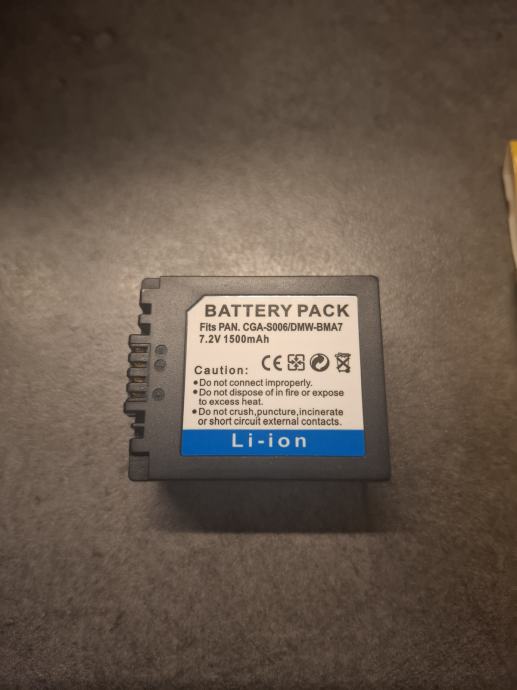 BATTERY PACK
Fits PAN. CGA-S006/DMW-BMA7
7.2V 1500mAh
CE
Caution:
●Do not connect improperly.
●Do not dispose of in fire or expose
to excess heat.
●Do not crush,puncture,incinerate
or short circuit external contacts.
Li-ion